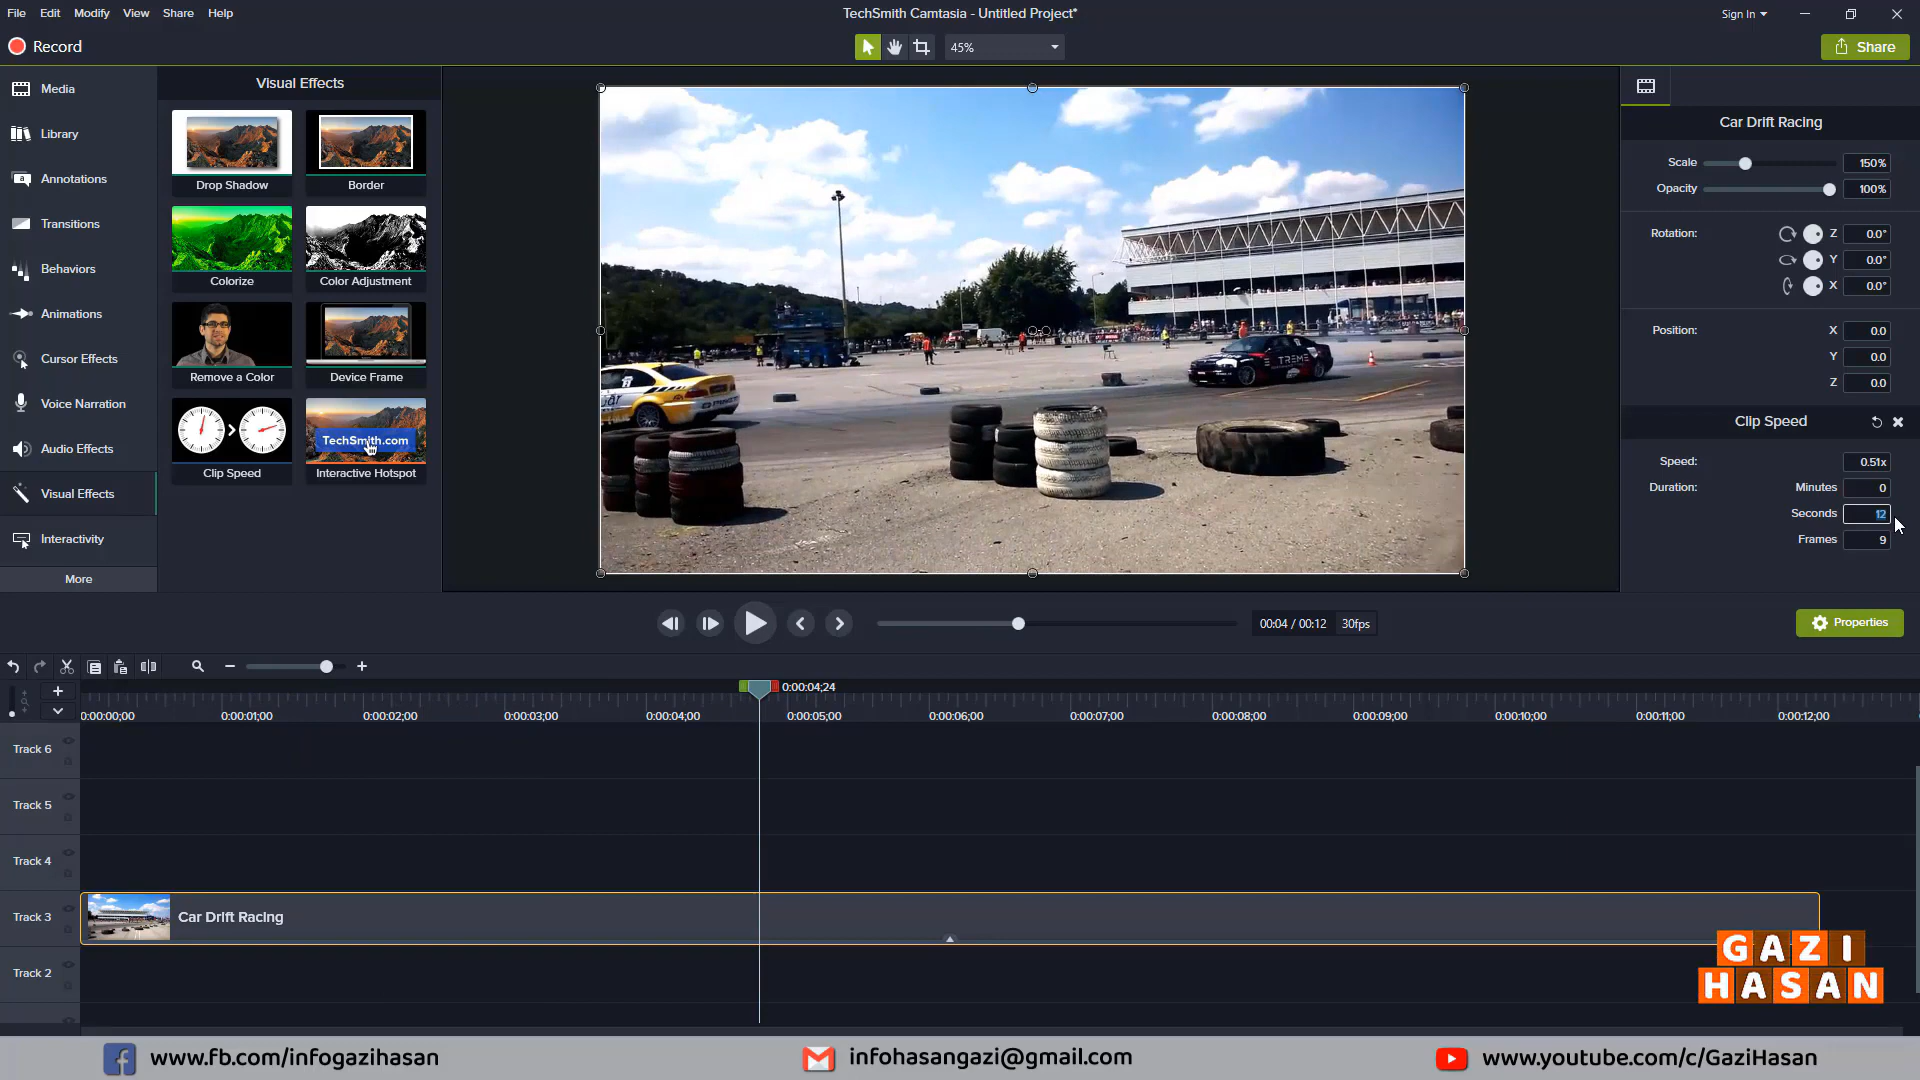 File Edit Modify View Share Help
TechSmith Camtasia - Untitled Project*
Sign In
Record
45%
Share
Media
Library
Annotations
Transitions
Behaviors
Animations
Cursor Effects
Voice Narration
Audio Effects
Visual Effects
Interactivity
More
Visual Effects
Drop Shadow Border
Colorize Color Adjustment
Remove a Color Device Frame
TechSmith.com
Clip Speed Interactive Hotspot
TREME
Car Drift Racing
Scale 150%
Opacity 100%
Rotation: Z 0.0°
Y 0.0°
X 0.0°
Position: X 0.0
Y 0.0
Z 0.0
Clip Speed
Speed: 0.51x
Duration: Minutes 0
Seconds 12
Frames 9
00:04 / 00:12 30fps
Properties
0:00:04;24
0:00:00;00 0:00:01;00 0:00:02;00 0:00:03;00 0:00:04;00 0:00:05;00 0:00:06;00 0:00:07;00 0:00:08;00 0:00:09;00 0:00:10;00 0:00:11;00 0:00:12;00
Track 6
Track 5
Track 4
Track 3
Car Drift Racing
Track 2
GAZI
HASAN
www.fb.com/infogazihasan
infohasangazi@gmail.com
www.youtube.com/c/GaziHasan